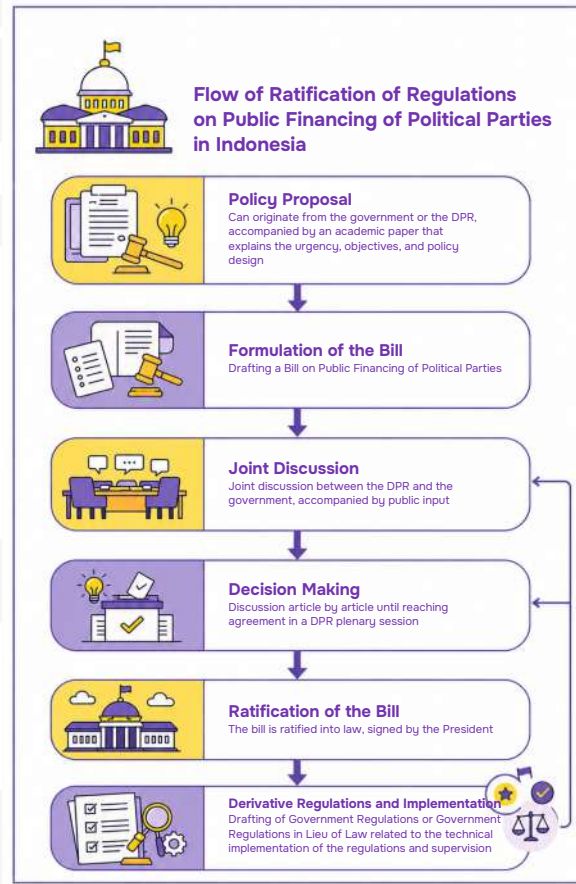 Flow of Ratification of Regulations
on Public Financing of Political Parties
in Indonesia
Policy Proposal
Can originate from the government or the DPR,
accompanied by an academic paper that
explains the urgency, objectives, and policy
design
Formulation of the Bill
Drafting a Bill on Public Financing of Political Parties
Joint Discussion
Joint discussion between the DPR and the
government, accompanied by public input
Decision Making
Discussion article by article until reaching
agreement in a DPR plenary session
Ratification of the Bill
The bill is ratified into law, signed by the President
Derivative Regulations and Implementation
Drafting of Government Regulations or Government
Regulations in Lieu of Law related to the technical
implementation of the regulations and supervision